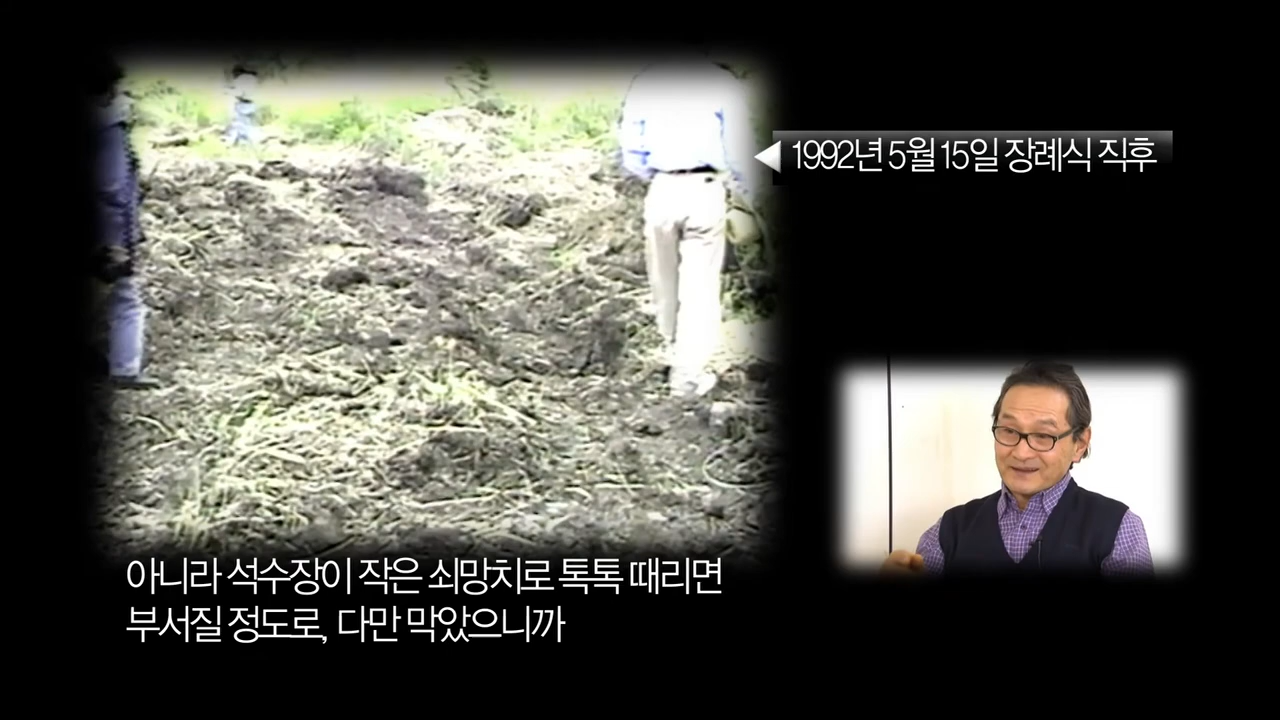 1992년 5월 15일 장례식 직후
아니라 석수장이 작은 쇠망치로 톡톡 때리면
부서질 정도로, 다만 막았으니까